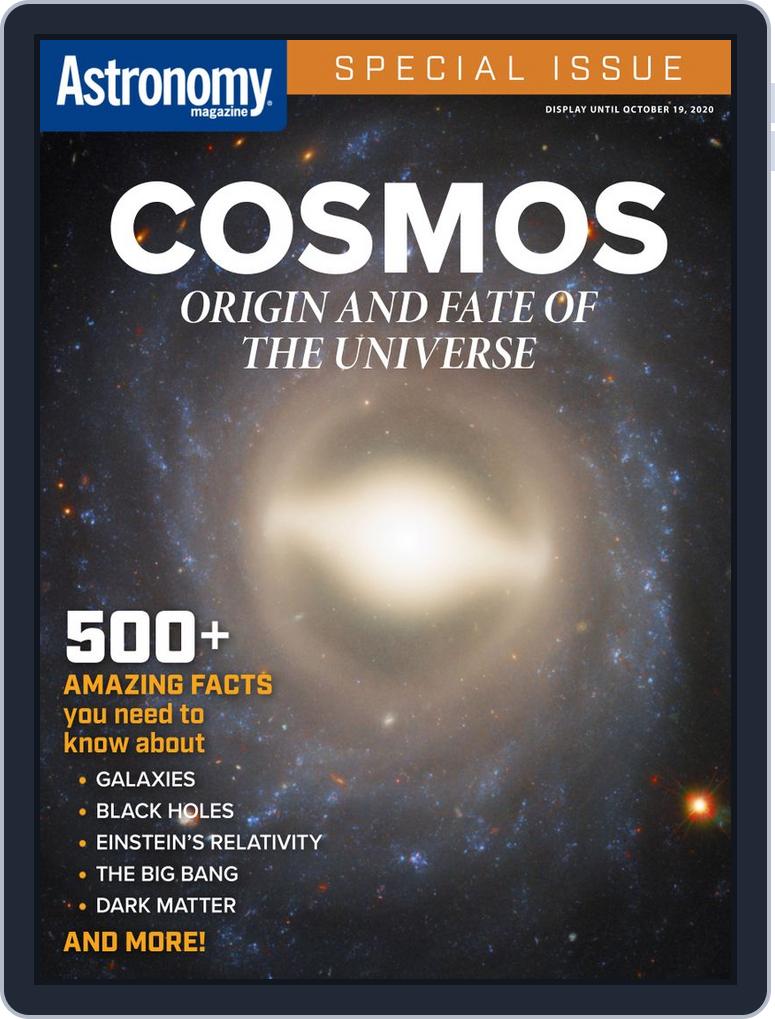 Astronomy
magazine
SPECIAL ISSUE
DISPLAY UNTIL OCTOBER 19, 2020
COSMOS
ORIGIN AND FATE OF
THE UNIVERSE
500+
AMAZING FACTS
you need to
know about
• GALAXIES
• BLACK HOLES
• EINSTEIN'S RELATIVITY
• THE BIG BANG
• DARK MATTER
AND MORE!